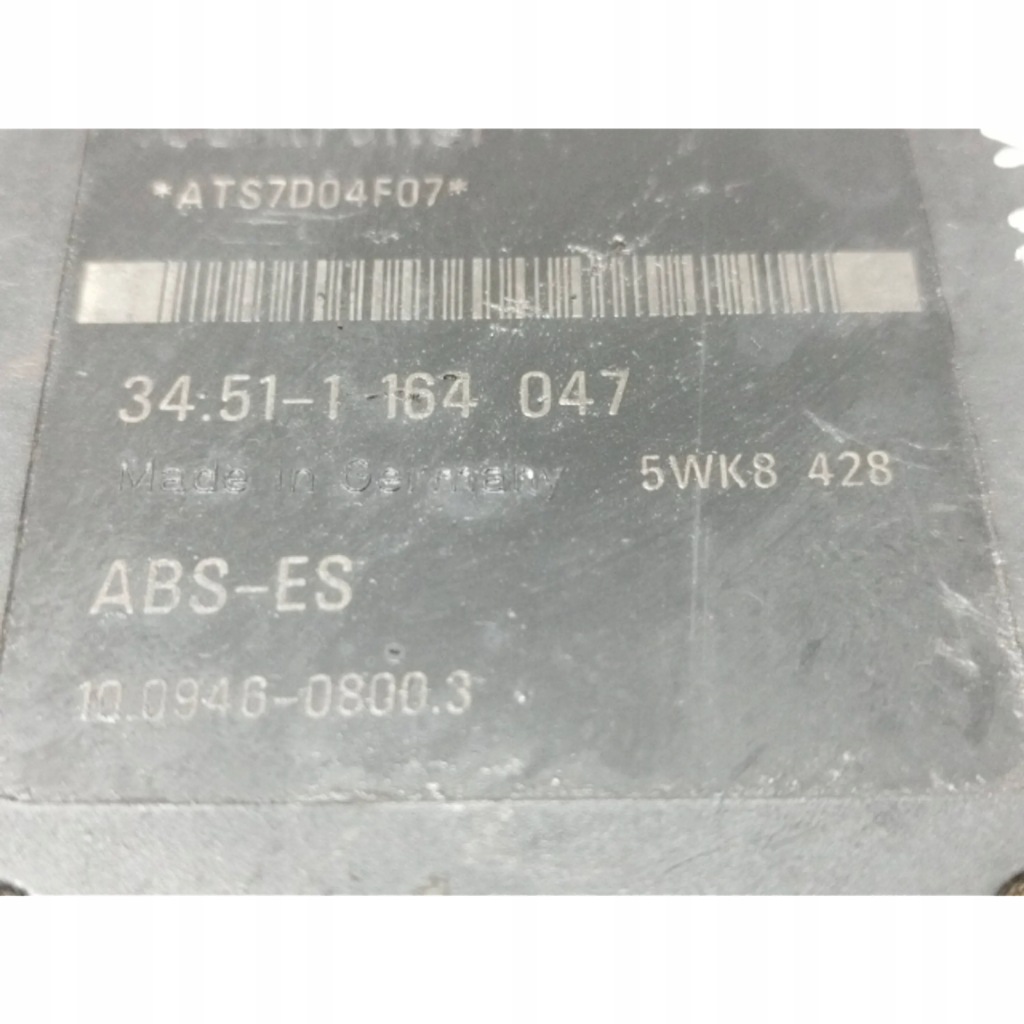 *ATS7D04F07*
34.51-1 164 047
Made in Germany 5WK8 428
ABS-ES
10.0946-0800.3